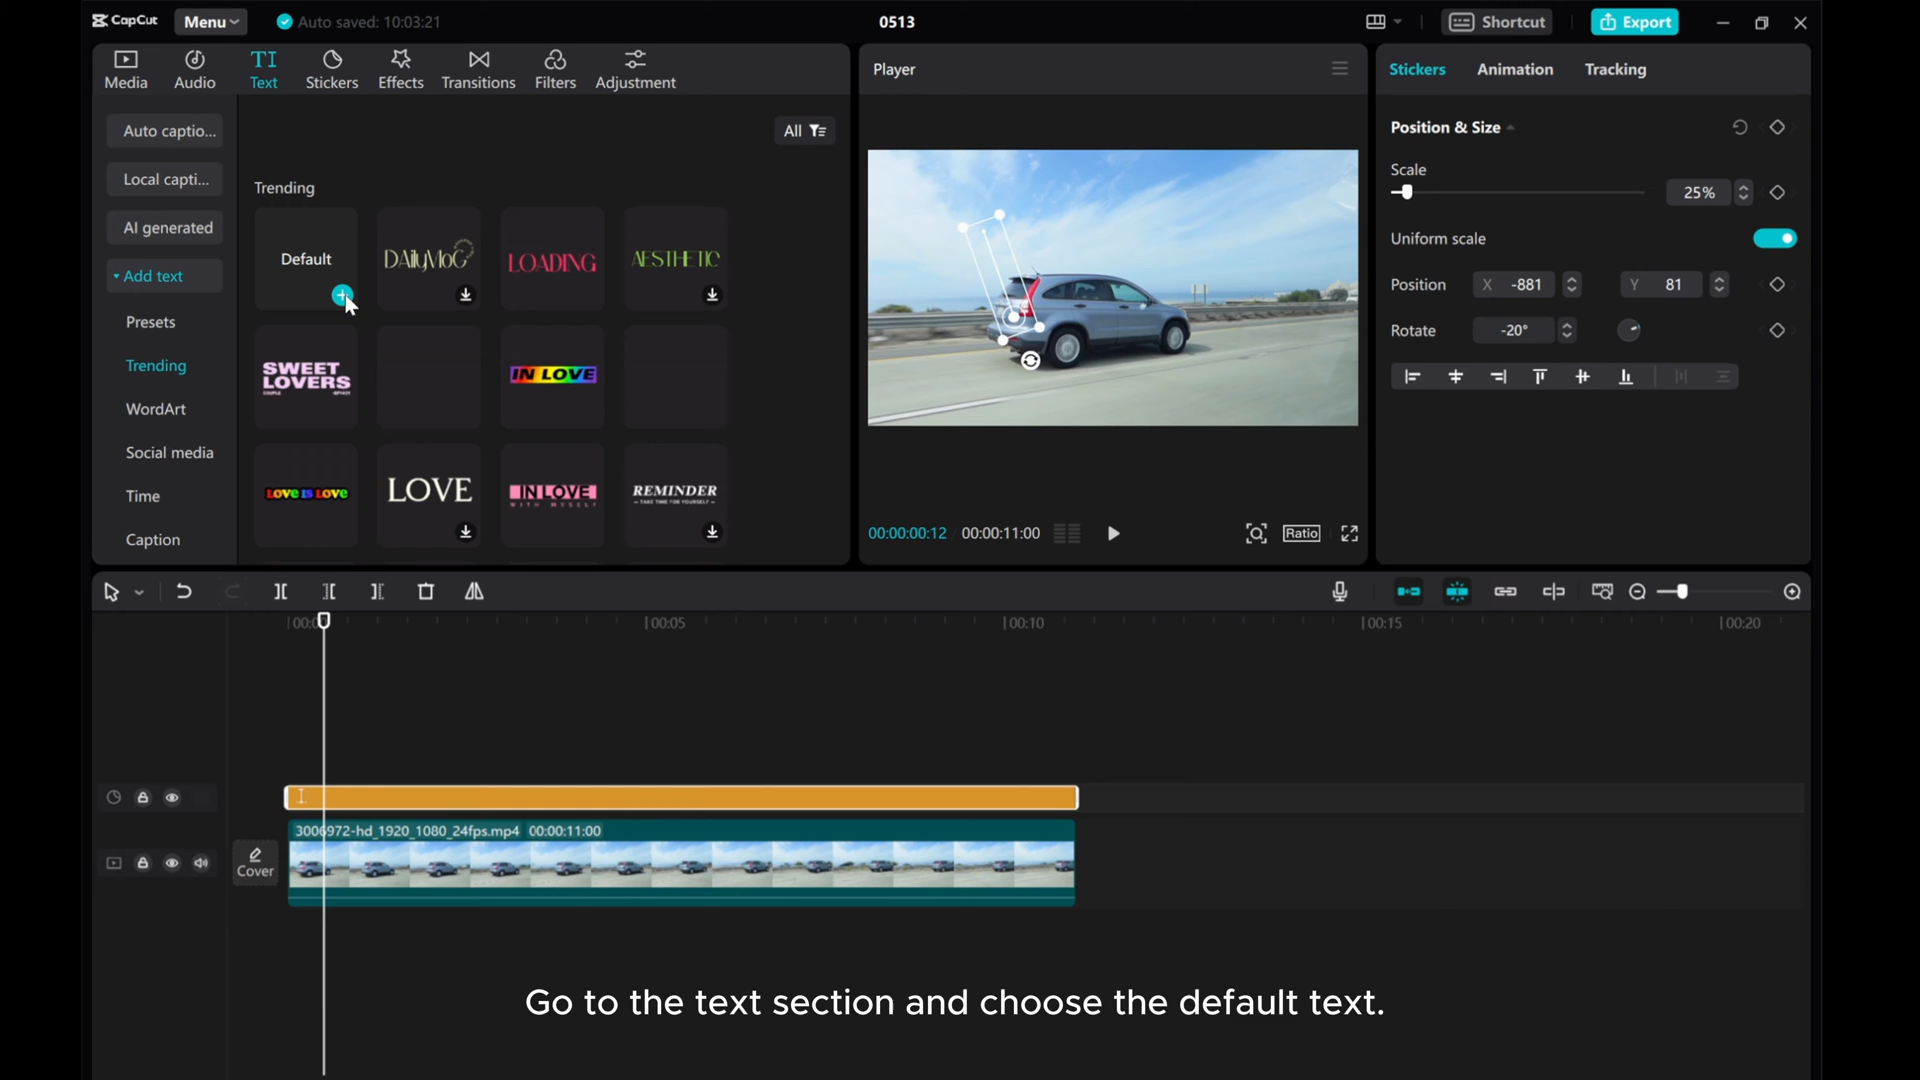 CapCut
Menu
Auto saved: 10:03:21
0513
Shortcut
Export
Media
Audio
TI
Text
Stickers
Effects
Transitions
Filters
Adjustment
Auto captio...
Local capti...
AI generated
Add text
Presets
Trending
WordArt
Social media
Time
Caption
All
Trending
Default
DAilyMoG
LOADING
AESTHETIC
SWEET
LOVERS
IN LOVE
LOVE IS LOVE
LOVE
IN LOVE
WITH MYSELF
REMINDER
TAKE TIME FOR YOURSELF
Player
00:00:00:12
00:00:11:00
Ratio
Stickers
Animation
Tracking
Position & Size
Scale
25%
Uniform scale
Position
X -881
Y 81
Rotate
-20°
00:05
00:10
00:15
00:20
3006972-hd_1920_1080_24fps.mp4 00:00:11:00
Cover
Go to the text section and choose the default text.